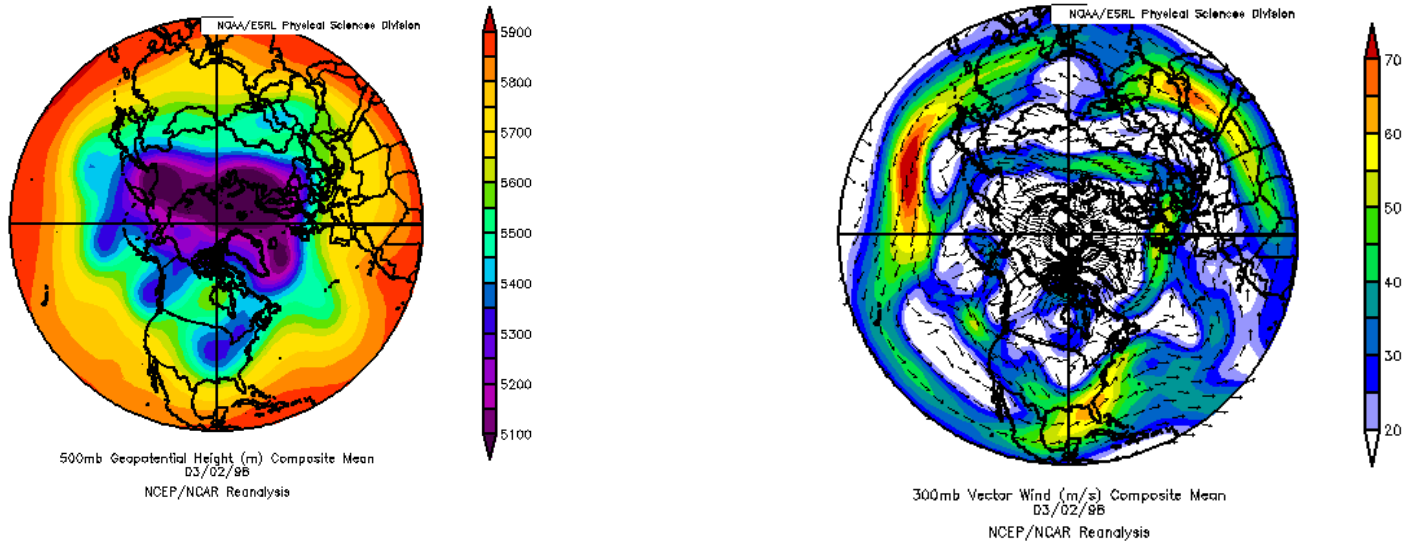 NOAA/ESRL Physical Sciences Division
5900
5800
5700
5600
5500
5400
5300
5200
5100
500mb Geopotential Height (m) Composite Mean
03/02/98
NCEP/NCAR Reanalysis
NOAA/ESRL Physical Sciences Division
70
60
50
40
30
20
300mb Vector Wind (m/s) Composite Mean
03/02/98
NCEP/NCAR Reanalysis